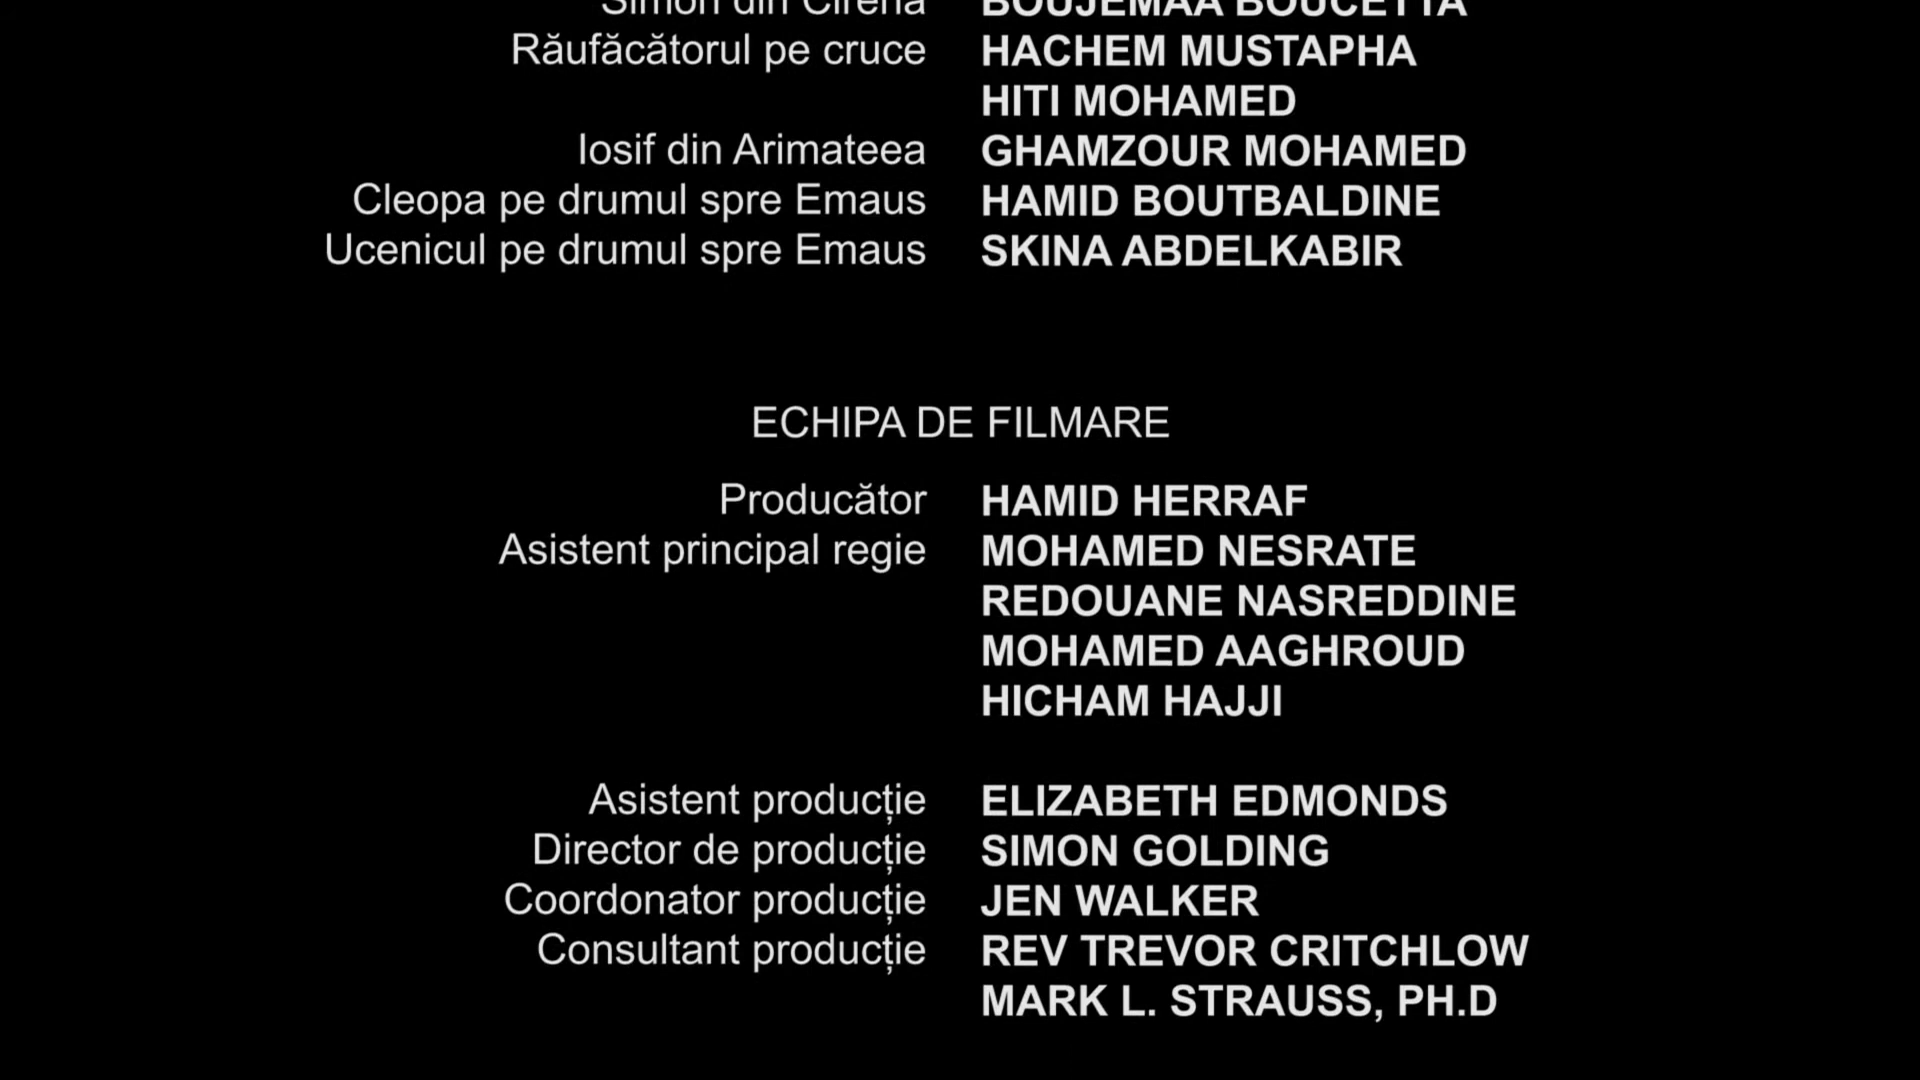 Simon din Cirena BOUJEMAA BOUCETTA
Răufăcătorul pe cruce HACHEM MUSTAPHA
HITI MOHAMED
Iosif din Arimateea GHAMZOUR MOHAMED
Cleopa pe drumul spre Emaus HAMID BOUTBALDINE
Ucenicul pe drumul spre Emaus SKINA ABDELKABIR
ECHIPA DE FILMARE
Producător HAMID HERRAF
Asistent principal regie MOHAMED NESRATE
REDOUANE NASREDDINE
MOHAMED AAGHROUD
HICHAM HAJJI
Asistent producție ELIZABETH EDMONDS
Director de producție SIMON GOLDING
Coordonator producție JEN WALKER
Consultant producție REV TREVOR CRITCHLOW
MARK L. STRAUSS, PH.D